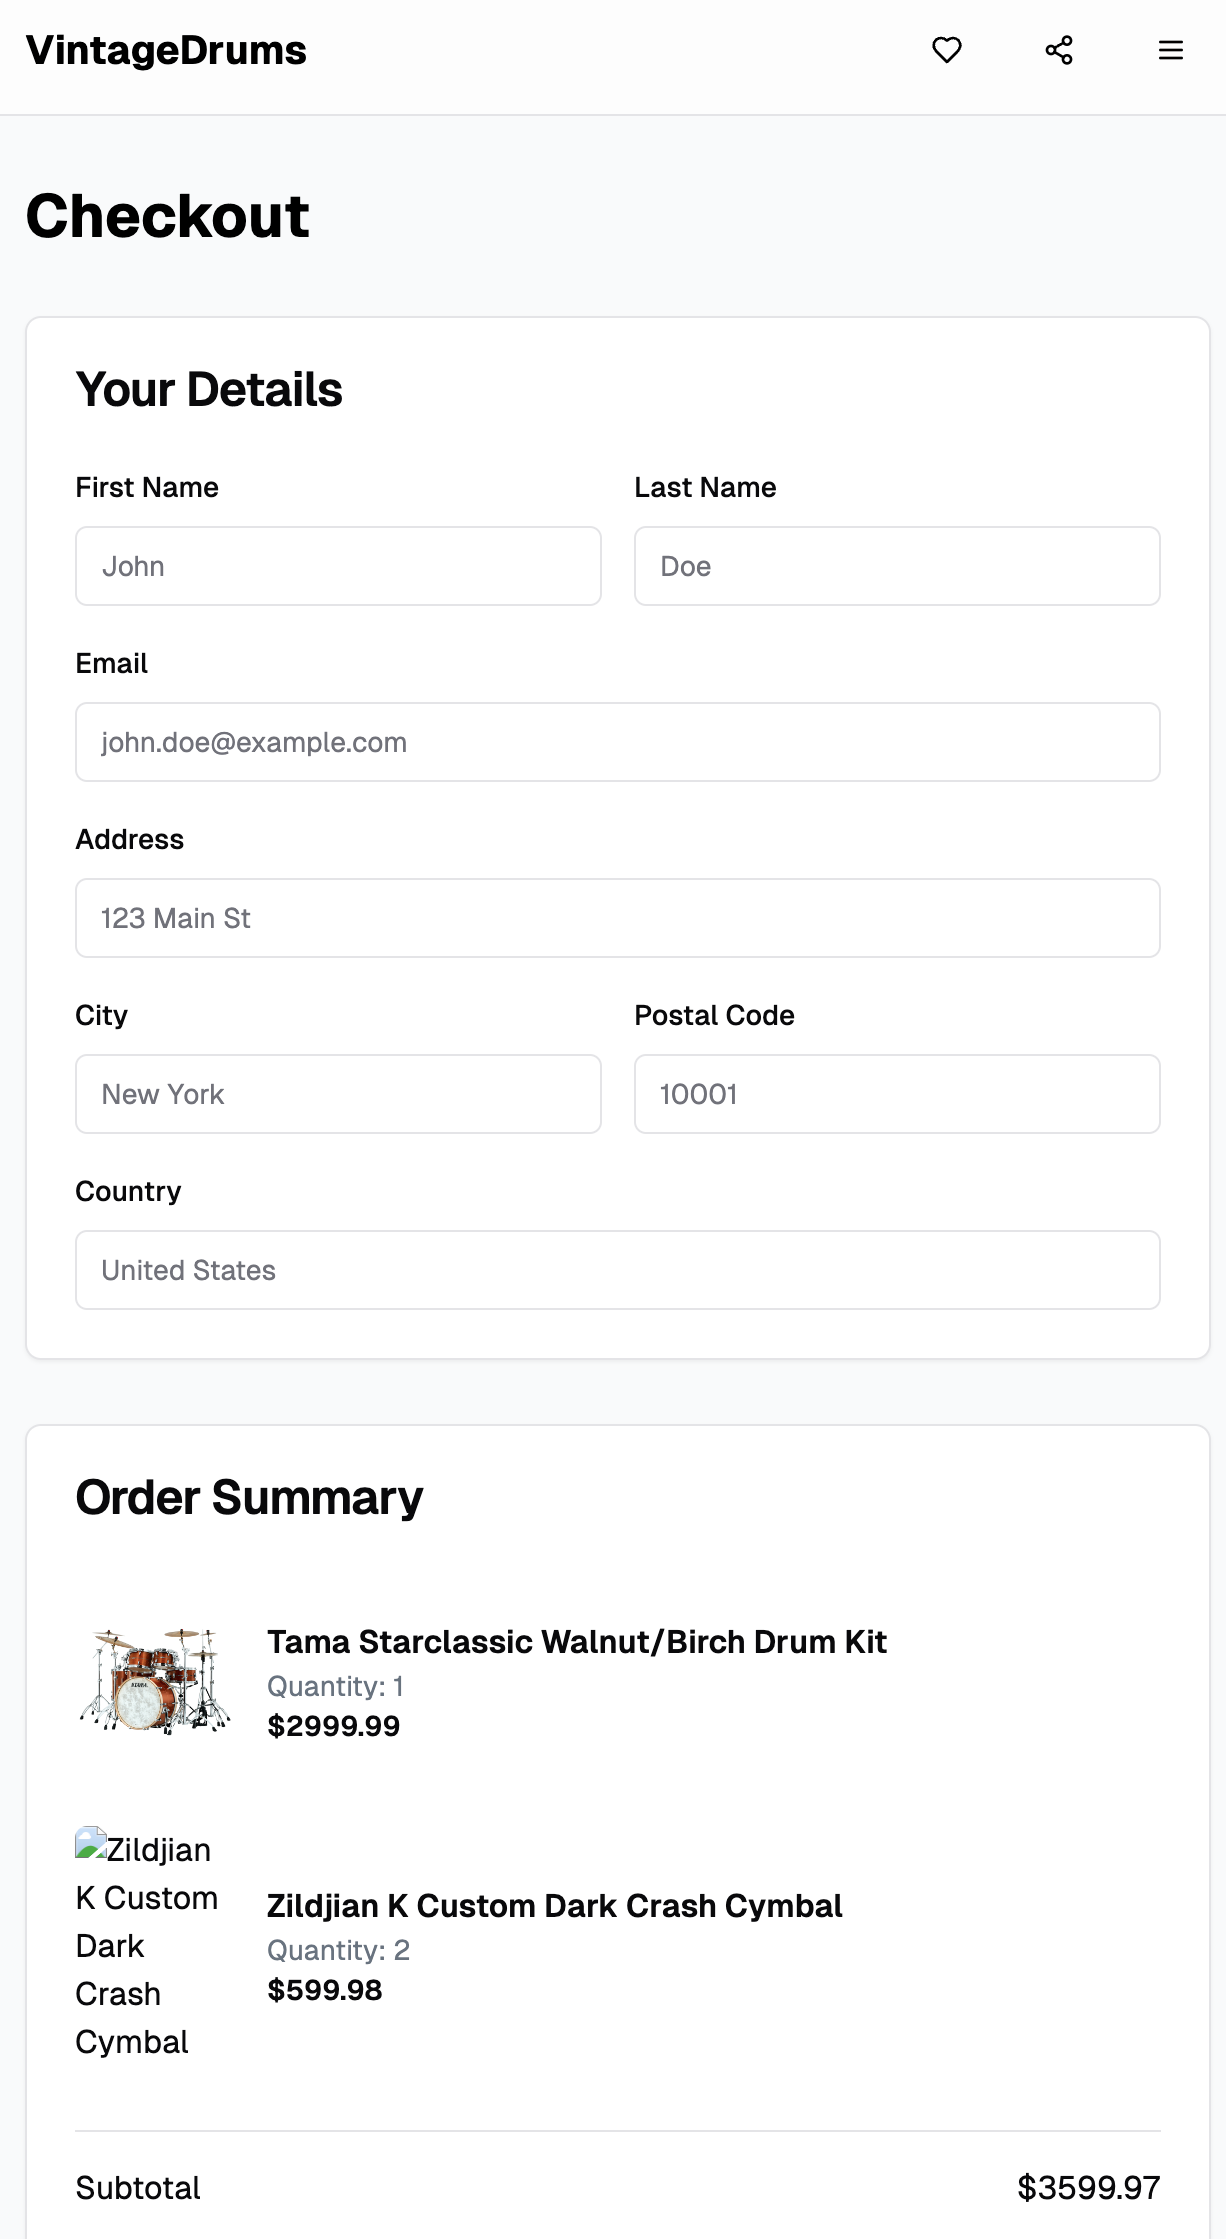 VintageDrums
Checkout
Your Details
First Name
Last Name
John
Doe
Email
john.doe@example.com
Address
123 Main St
City
Postal Code
New York
10001
Country
United States
Order Summary
Tama Starclassic Walnut/Birch Drum Kit
Quantity: 1
$2999.99
Zildjian
K Custom
Dark
Crash
Cymbal
Zildjian K Custom Dark Crash Cymbal
Quantity: 2
$599.98
Subtotal
$3599.97